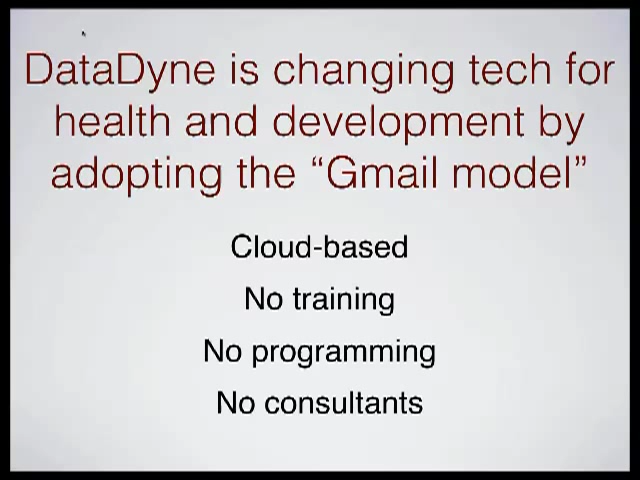 DataDyne is changing tech for
health and development by
adopting the “Gmail model”
Cloud-based
No training
No programming
No consultants